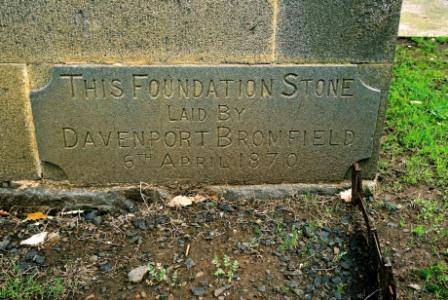 THIS FOUNDATION STONE
LAID BY
DAVENPORT BROMFIELD
6TH APRIL 1870